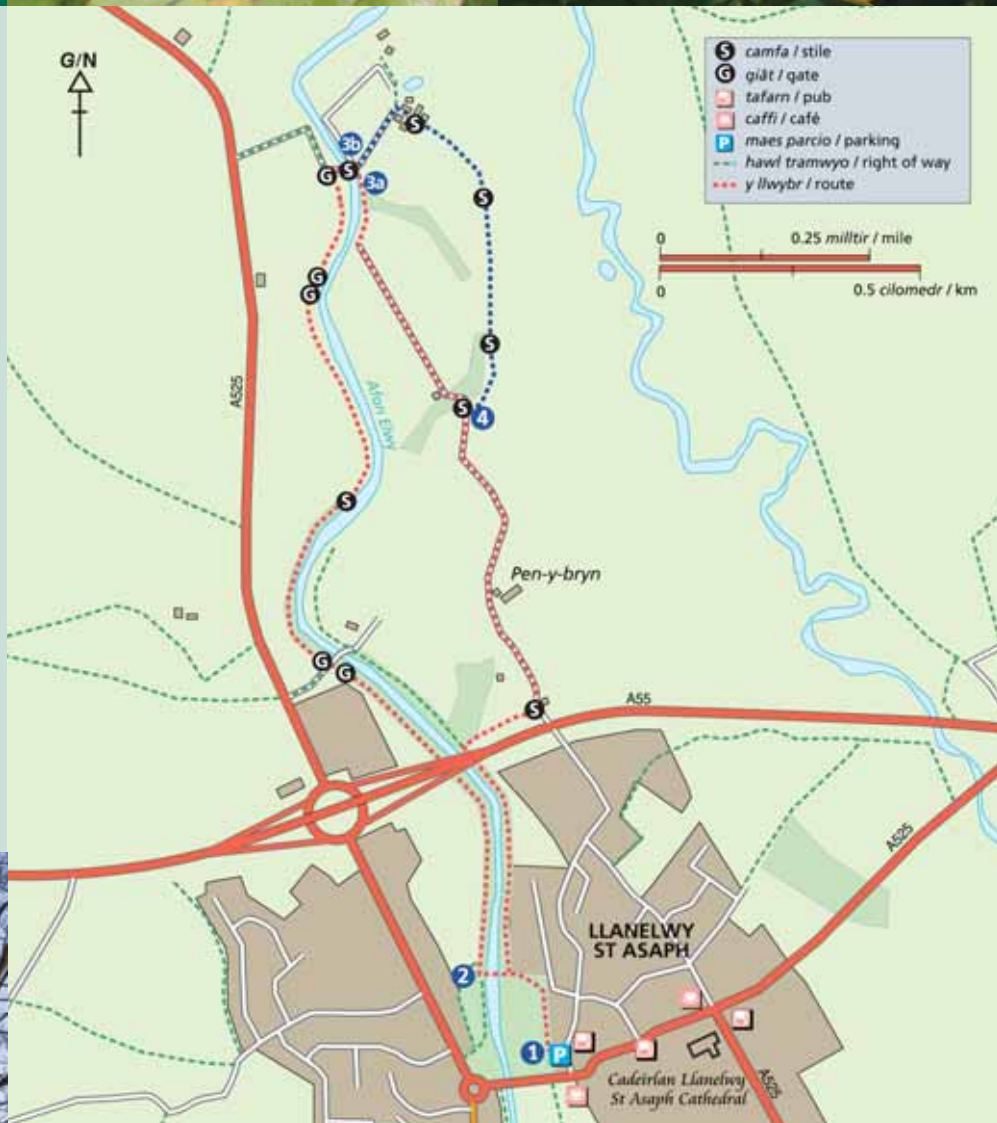 G/N
S camfa / stile
G giât / gate
tafarn / pub
caffi / café
P maes parcio / parking
hawl tramwyo / right of way
y llwybr / route
0 0.25 milltir / mile
0 0.5 cilomedr / km
S
3b
G S
3a
S
G
G
A525
S
Afon Elwy
S 4
S
Pen-y-bryn
G
G
S
A55
A525
LLANELWY
ST ASAPH
2
1 P
Cadeirlan Llanelwy
St Asaph Cathedral
A525